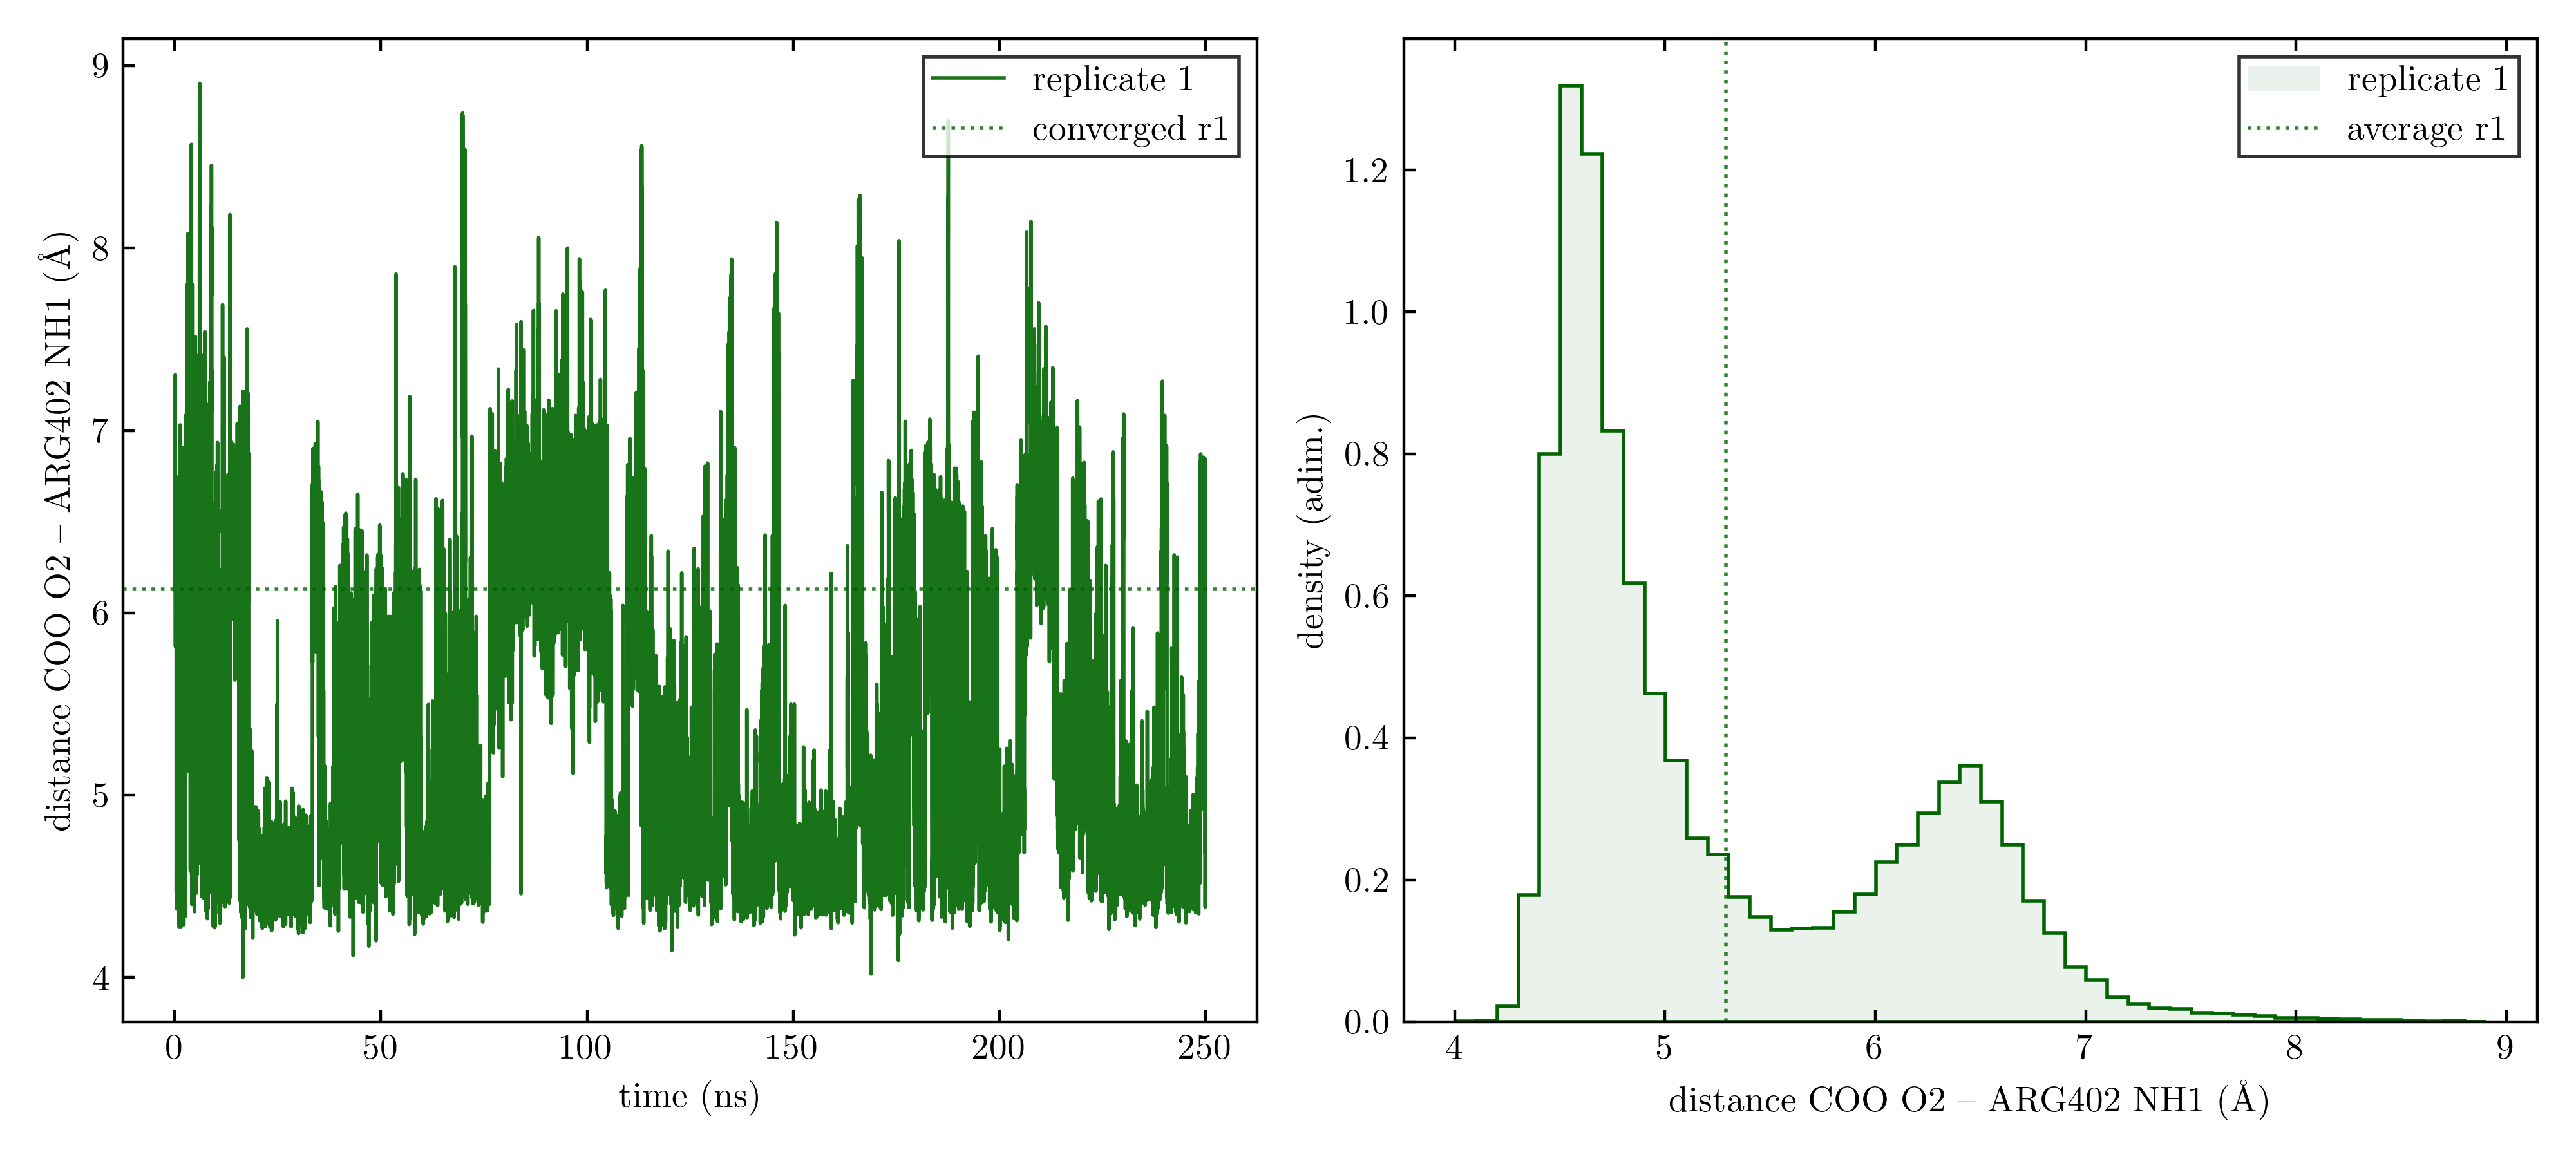 9
8
7
6
5
4
distance COO O2 – ARG402 NH1 (Å)
0 50 100 150 200 250
time (ns)
replicate 1
converged r1
1.2
1.0
0.8
0.6
0.4
0.2
0.0
density (adim.)
4 5 6 7 8 9
distance COO O2 – ARG402 NH1 (Å)
replicate 1
average r1